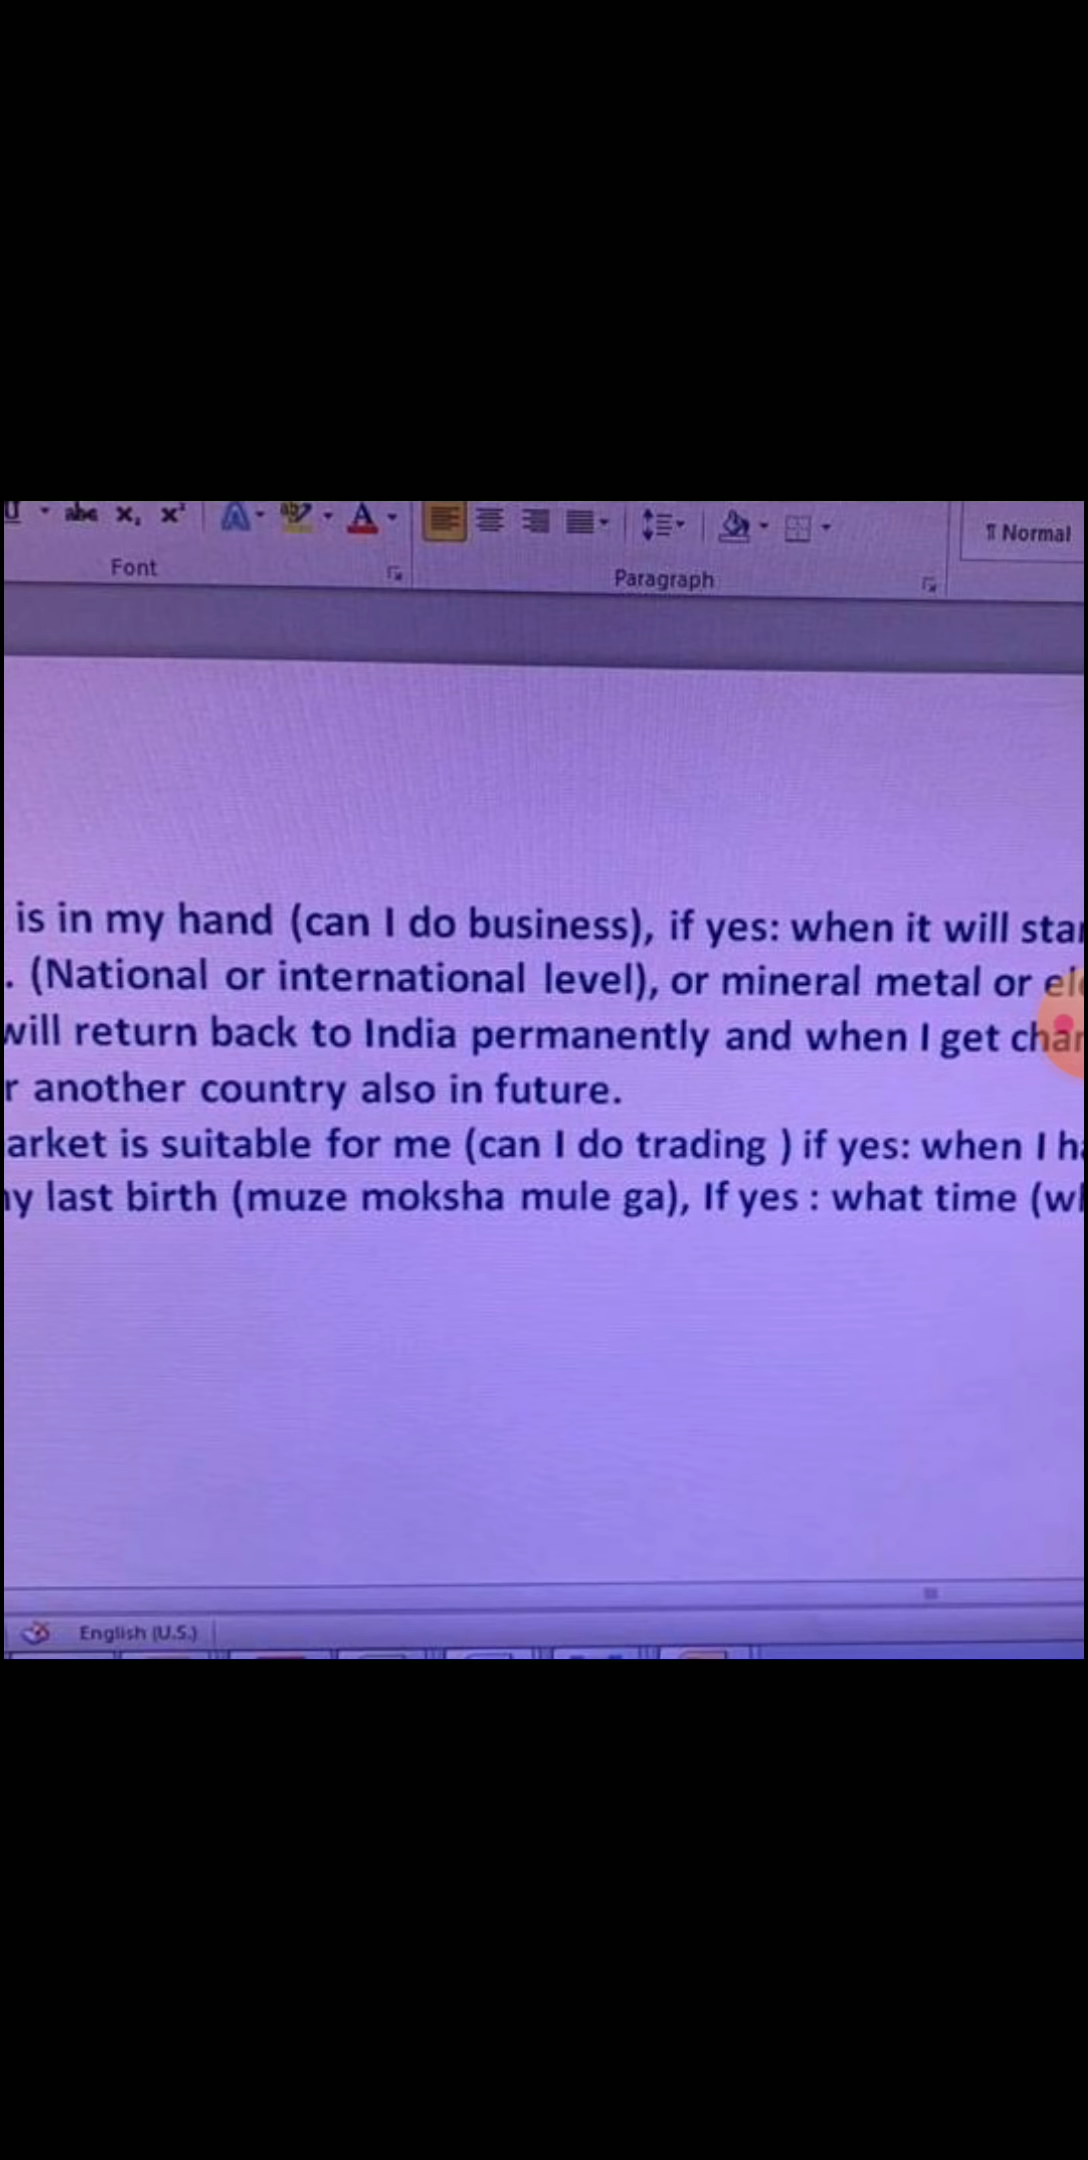 abe x, x² A ab A
Font Paragraph ¶ Normal
is in my hand (can I do business), if yes: when it will
. (National or international level), or mineral metal or
will return back to India permanently and when I get
another country also in future.
is suitable for me (can I do trading ) if yes: when I
last birth (muze moksha mule ga), If yes : what time
English (U.S.)